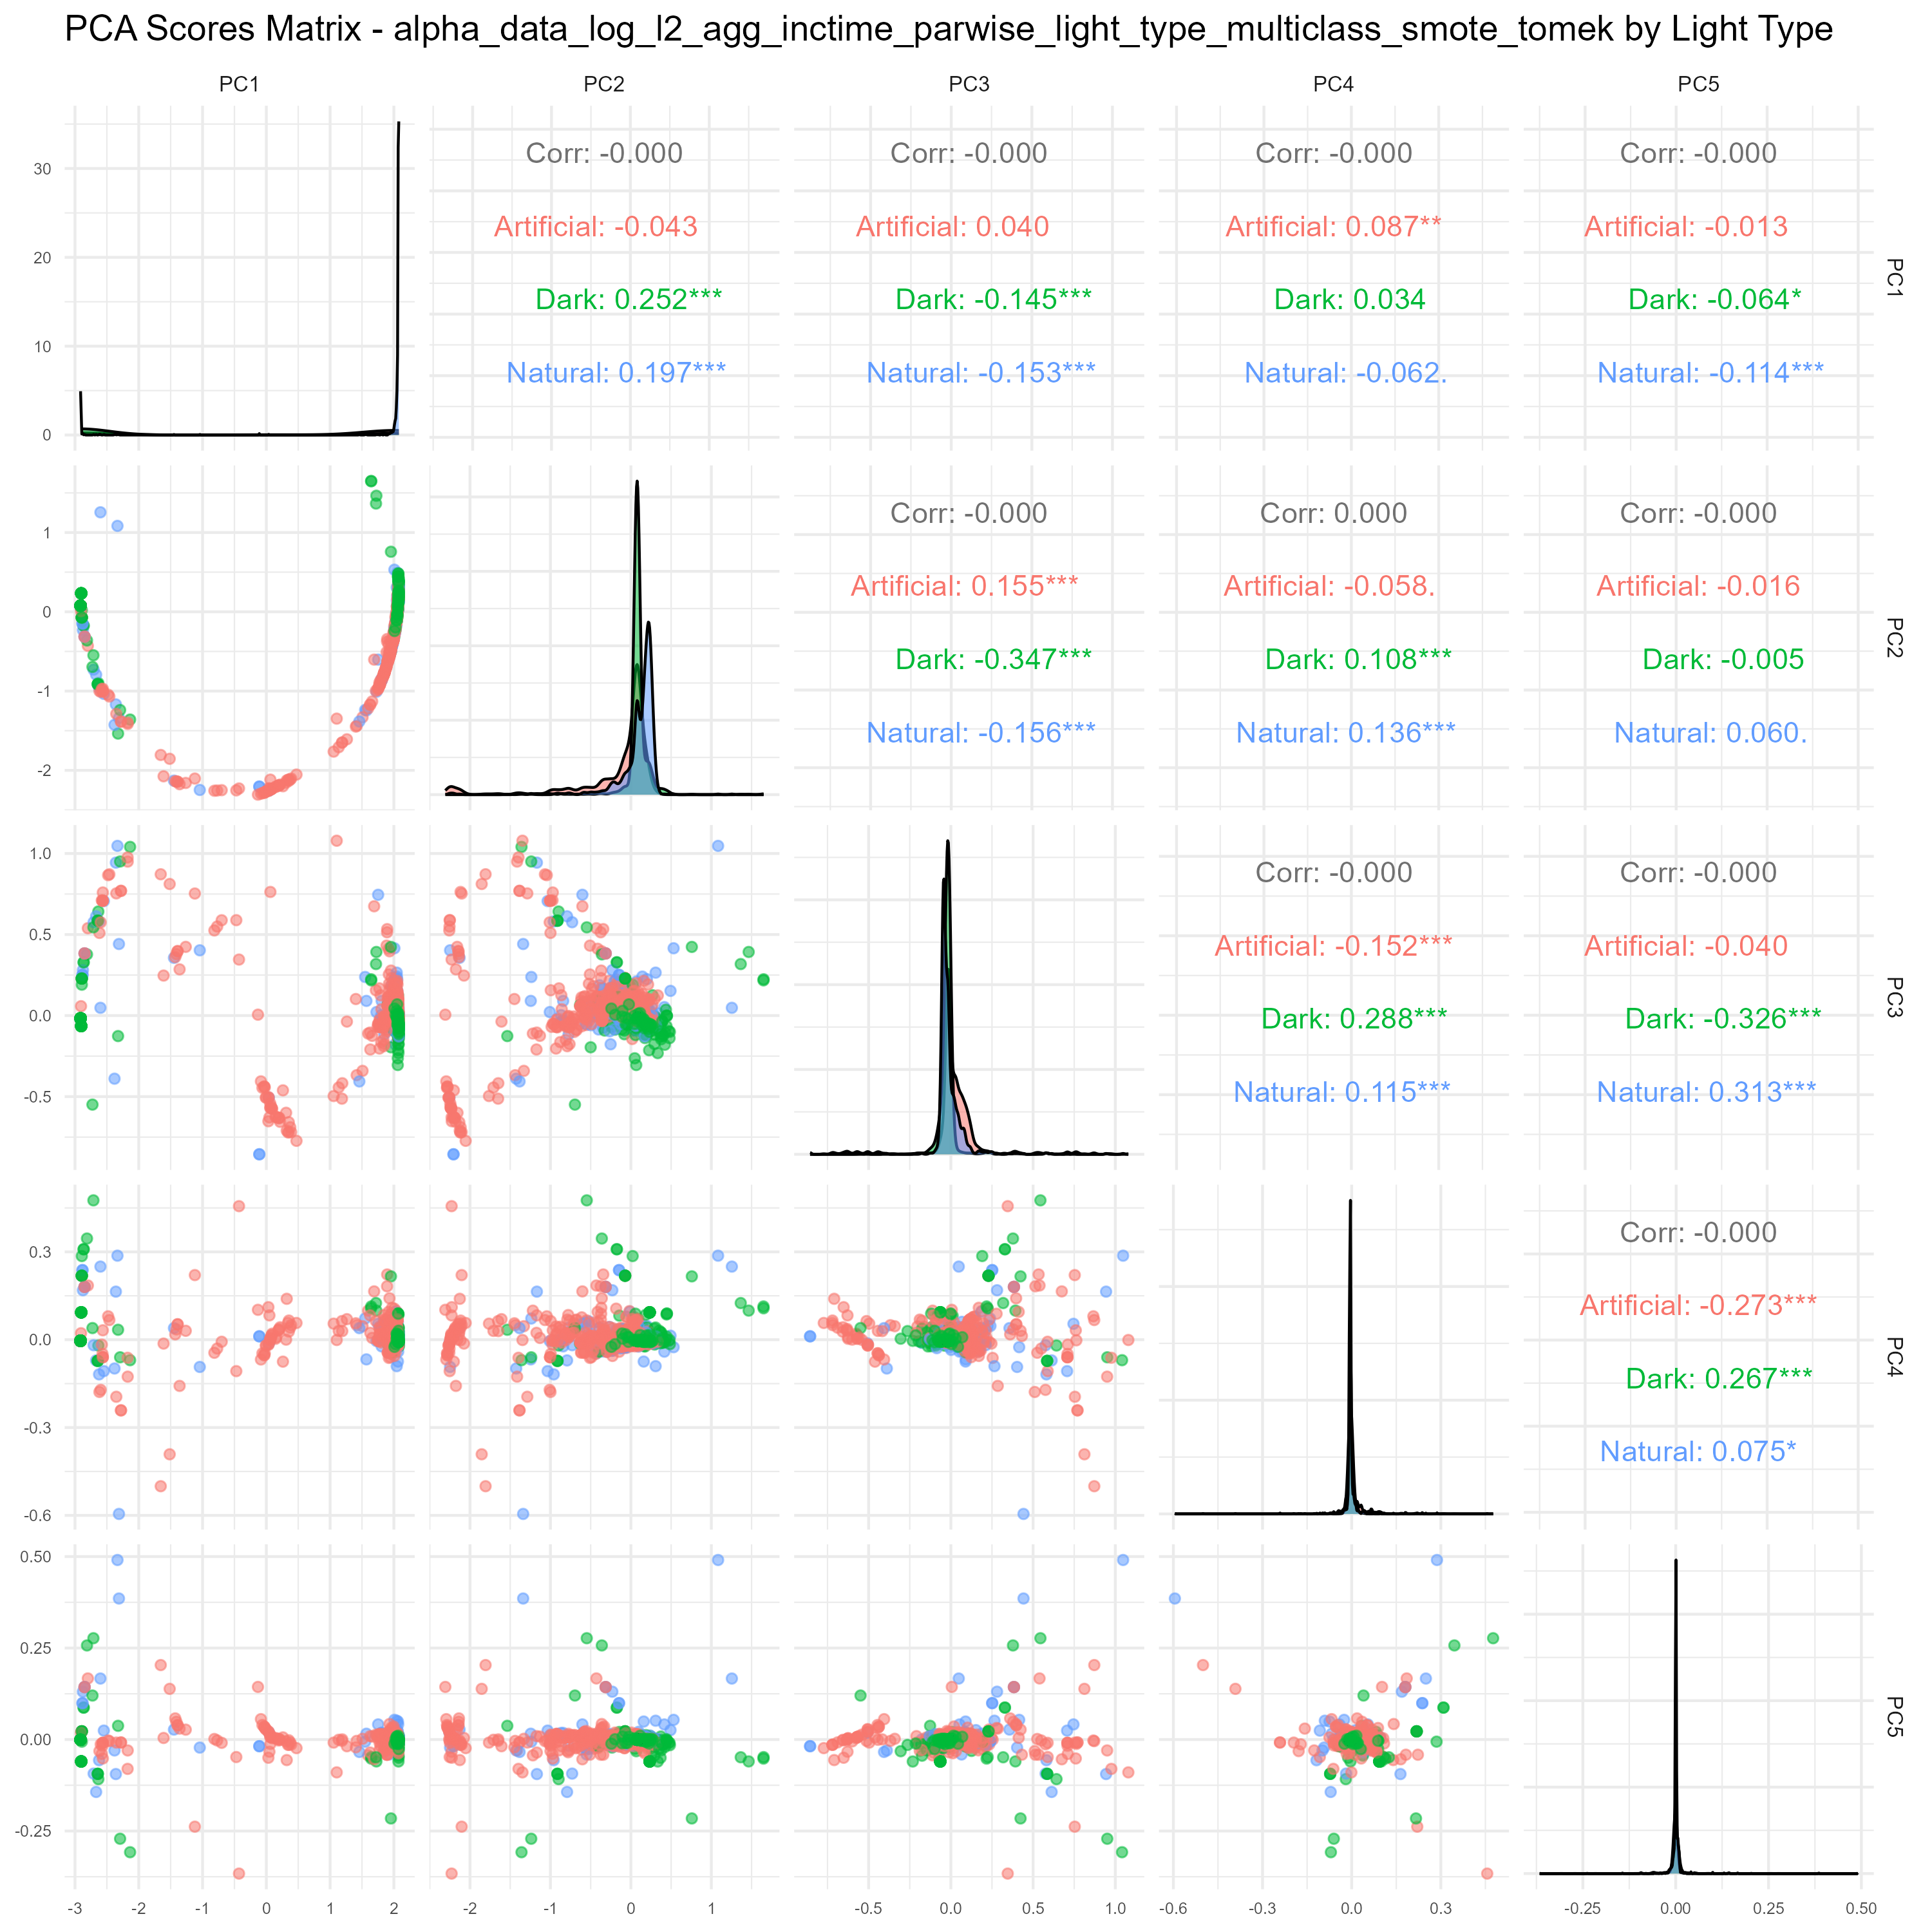 PCA Scores Matrix - alpha_data_log_l2_agg_inctime_parwise_light_type_multiclass_smote_tomek by Light Type
PC1 PC2 PC3 PC4 PC5
30
20
10
0
Corr: -0.000
Artificial: -0.043
Dark: 0.252***
Natural: 0.197***
Corr: -0.000
Artificial: 0.040
Dark: -0.145***
Natural: -0.153***
Corr: -0.000
Artificial: 0.087**
Dark: 0.034
Natural: -0.062.
Corr: -0.000
Artificial: -0.013
Dark: -0.064*
Natural: -0.114***
PC1
1
0
-1
-2
Corr: -0.000
Artificial: 0.155***
Dark: -0.347***
Natural: -0.156***
Corr: 0.000
Artificial: -0.058.
Dark: 0.108***
Natural: 0.136***
Corr: -0.000
Artificial: -0.016
Dark: -0.005
Natural: 0.060.
PC2
1.0
0.5
0.0
-0.5
Corr: -0.000
Artificial: -0.152***
Dark: 0.288***
Natural: 0.115***
Corr: -0.000
Artificial: -0.040
Dark: -0.326***
Natural: 0.313***
PC3
0.3
0.0
-0.3
-0.6
Corr: -0.000
Artificial: -0.273***
Dark: 0.267***
Natural: 0.075*
PC4
0.50
0.25
0.00
-0.25
PC5
-3 -2 -1 0 1 2
-2 -1 0 1
-0.5 0.0 0.5 1.0
-0.6 -0.3 0.0 0.3
-0.25 0.00 0.25 0.50